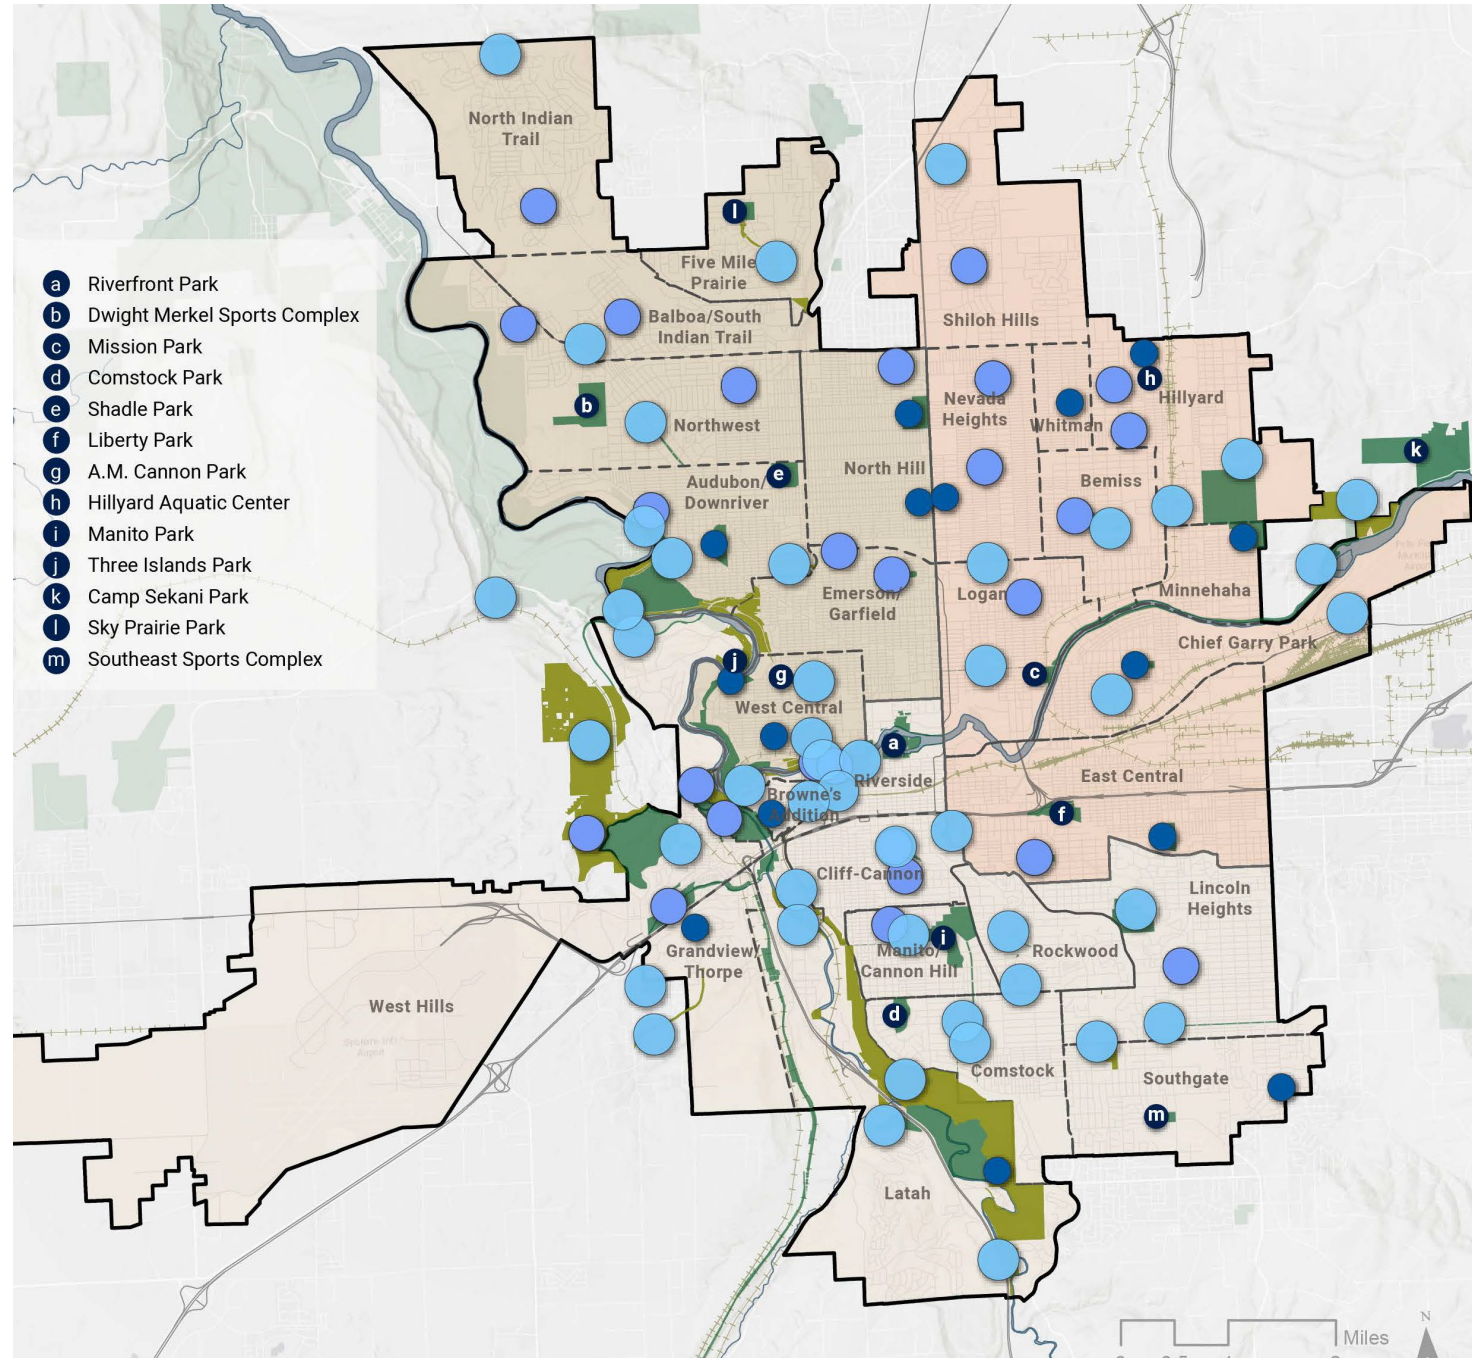 North Indian
Trail
l
Five Mile
Prairie
a Riverfront Park
b Dwight Merkel Sports Complex
c Mission Park
d Comstock Park
e Shadle Park
f Liberty Park
g A.M. Cannon Park
h Hillyard Aquatic Center
i Manito Park
j Three Islands Park
k Camp Sekani Park
l Sky Prairie Park
m Southeast Sports Complex
Balboa/South
Indian Trail
Shiloh Hills
b
Northwest
Nevada
Heights
Whitman
h
Hillyard
k
North Hill
e
Audubon/
Downriver
Bemiss
Emerson/
Garfield
Logan
Minnehaha
Chief Garry Park
j
g
c
West Central
a
Riverside
East Central
Browne's
Addition
f
Cliff-Cannon
Lincoln
Heights
Grandview/
Thorpe
i
Manito/
Cannon Hill
Rockwood
West Hills
d
Comstock
Southgate
m
Latah
N
Miles